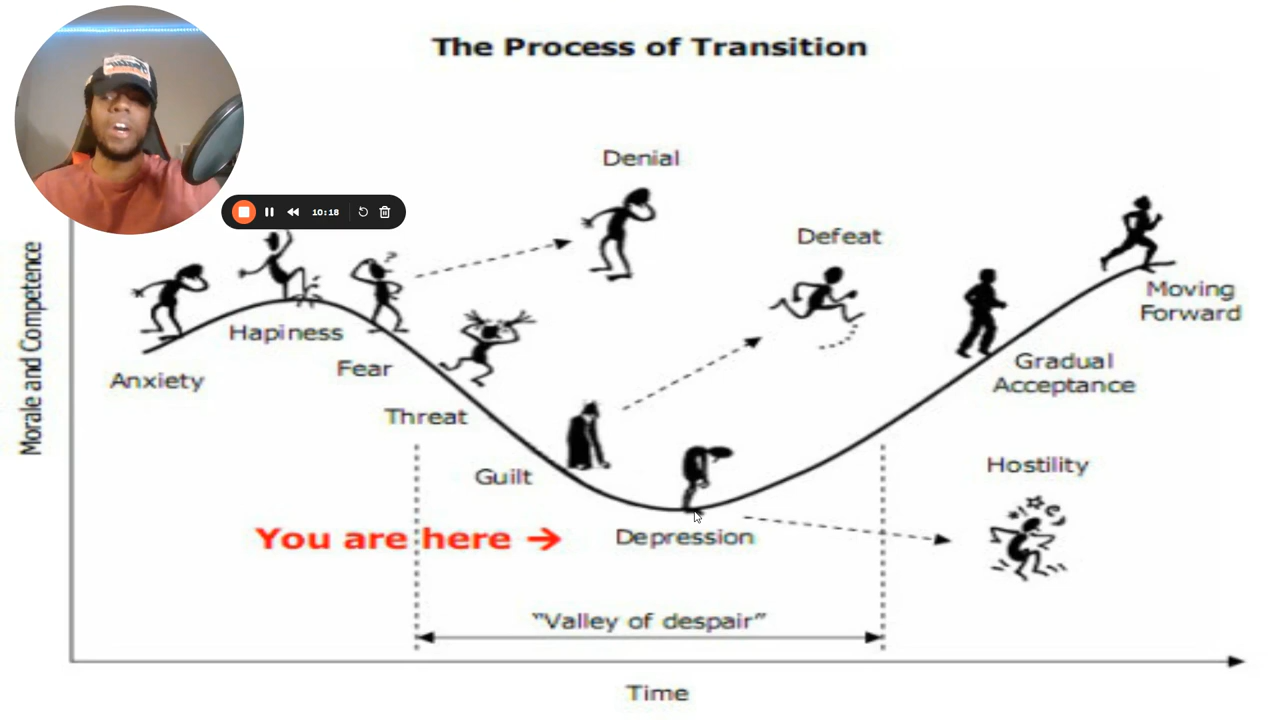 The Process of Transition
10:18
Denial
Defeat
Moving
Forward
Hapiness
Fear
Anxiety
Gradual
Acceptance
Threat
Guilt
Hostility
You are here →
Depression
"Valley of despair"
Morale and Competence
Time
?